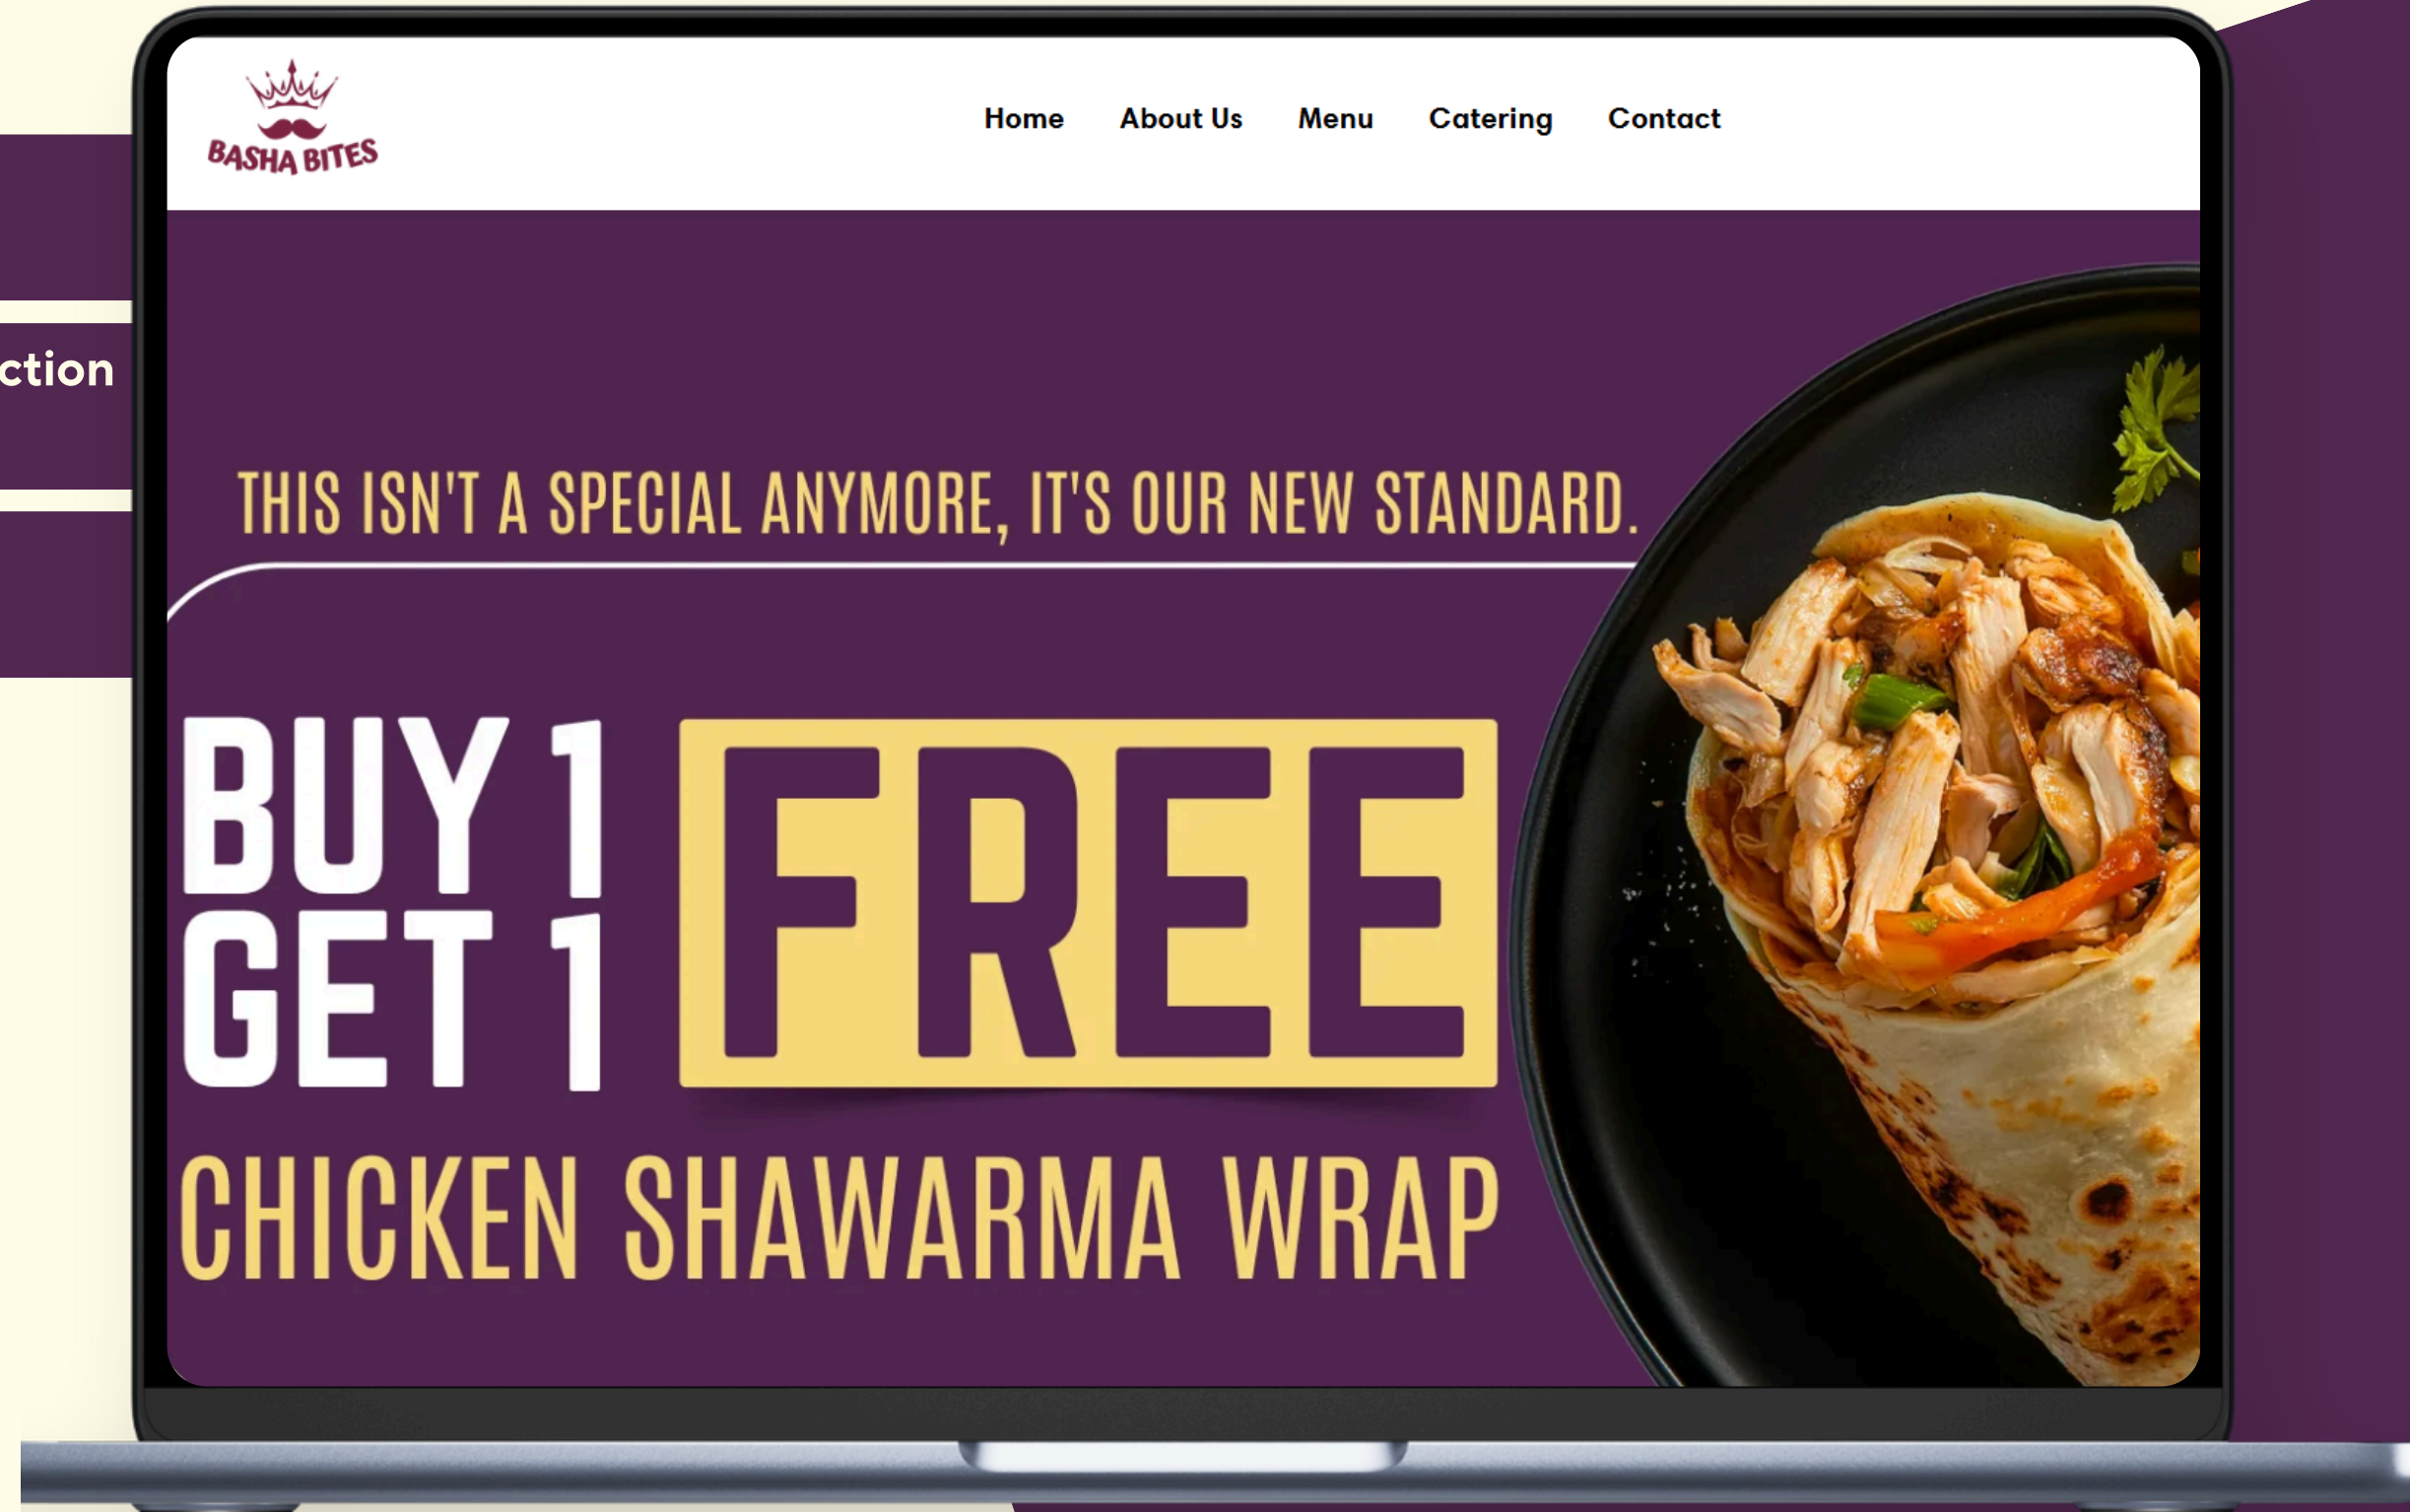 BASHA BITES
Home About Us Menu Catering Contact
ction
THIS ISN'T A SPECIAL ANYMORE, IT'S OUR NEW STANDARD.
BUY 1
GET 1
FREE
CHICKEN SHAWARMA WRAP